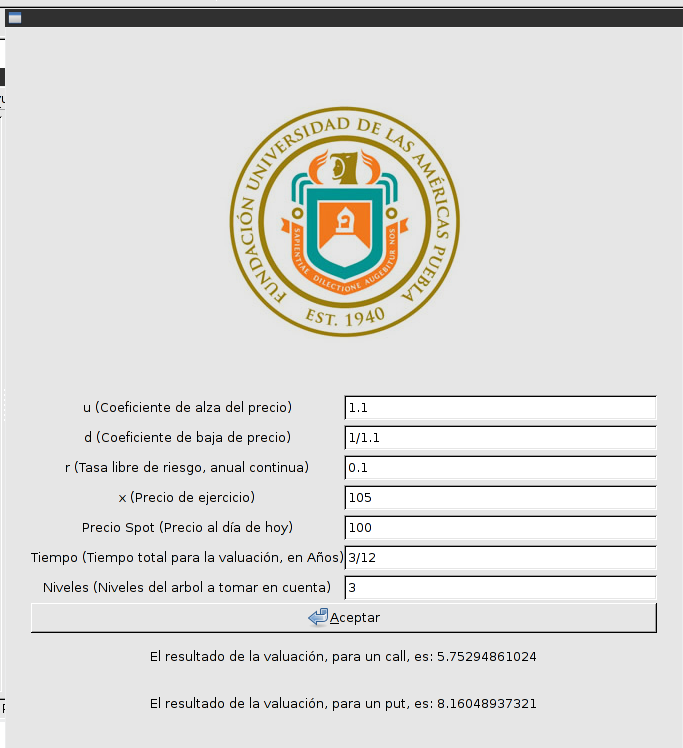 FUNDACIÓN UNIVERSIDAD DE LAS AMÉRICAS PUEBLA
SAPIENTIAE DILECTIONE AUGEBITUR NOS
EST. 1940
u (Coeficiente de alza del precio) 1.1
d (Coeficiente de baja de precio) 1/1.1
r (Tasa libre de riesgo, anual continua) 0.1
x (Precio de ejercicio) 105
Precio Spot (Precio al día de hoy) 100
Tiempo (Tiempo total para la valuación, en Años) 3/12
Niveles (Niveles del arbol a tomar en cuenta) 3
Aceptar
El resultado de la valuación, para un call, es: 5.75294861024
El resultado de la valuación, para un put, es: 8.16048937321